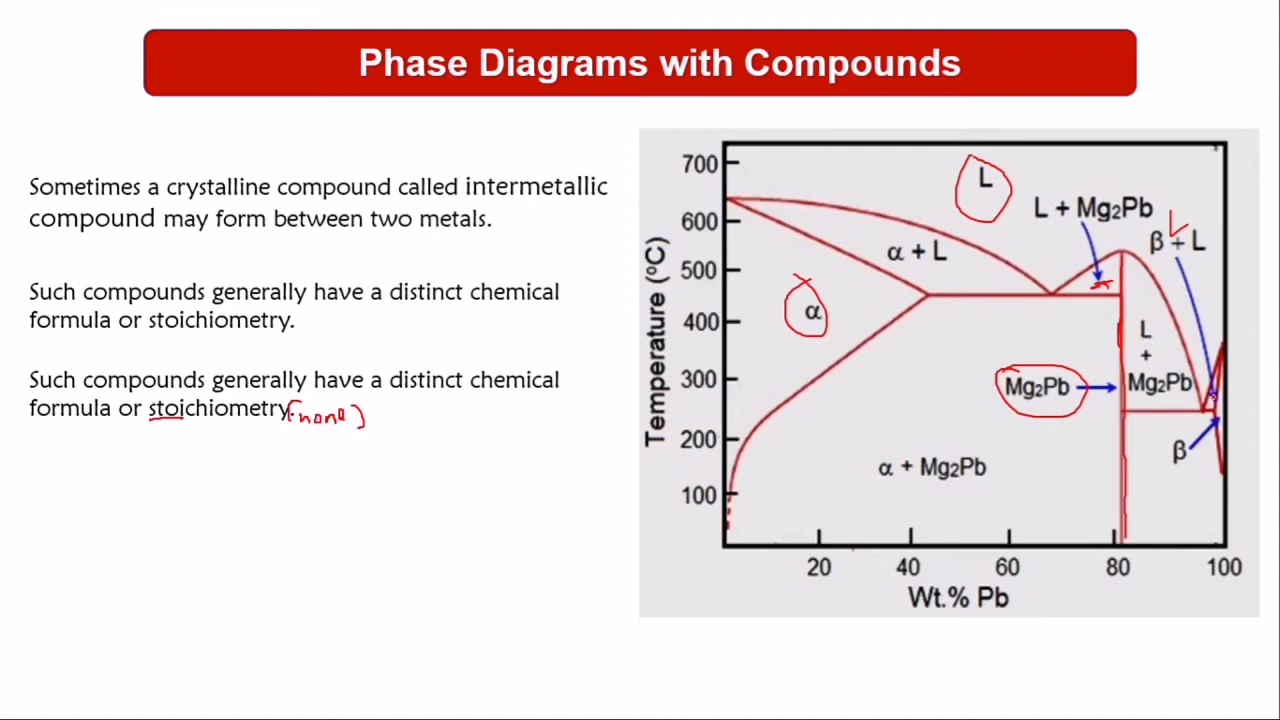 Phase Diagrams with Compounds
Sometimes a crystalline compound called intermetallic
compound may form between two metals.
Such compounds generally have a distinct chemical
formula or stoichiometry.
Such compounds generally have a distinct chemical
formula or stoichiometry.
(none)
Temperature (°C)
700
600
500
400
300
200
100
L
L + Mg₂Pb
β + L
α + L
α
L
+
Mg₂Pb
Mg₂Pb
β
α + Mg₂Pb
20 40 60 80 100
Wt.% Pb